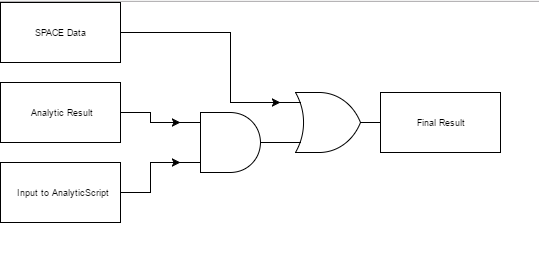 SPACE Data
Analytic Result
Final Result
Input to AnalyticScript